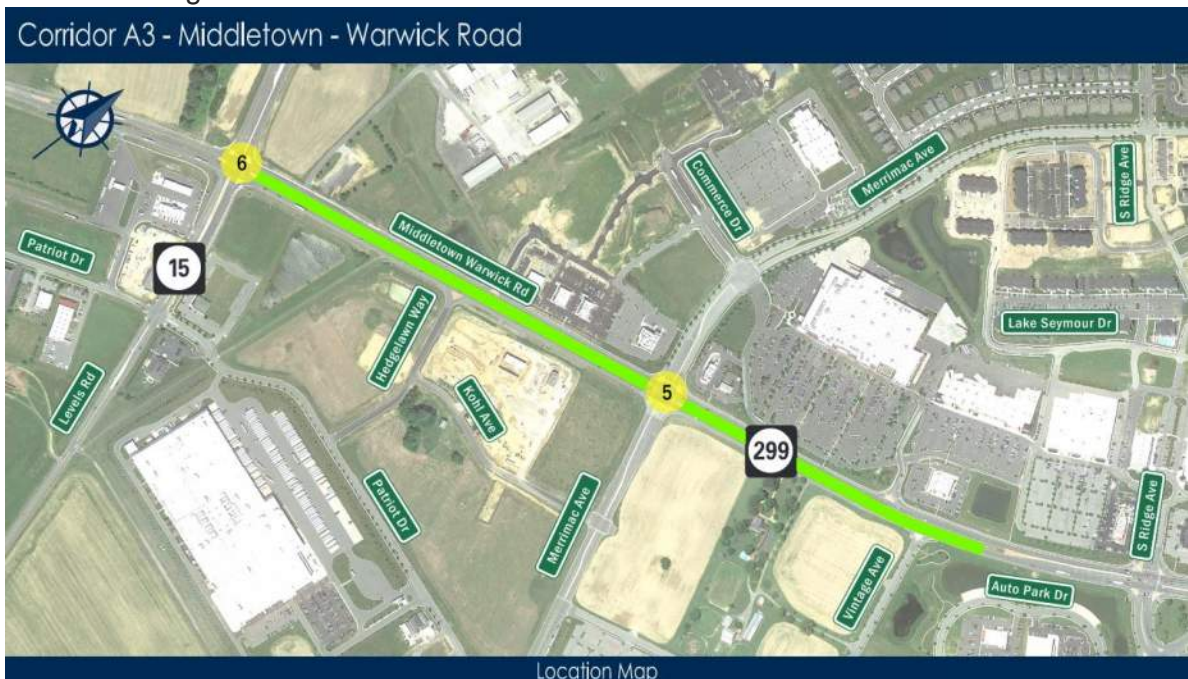 Corridor A3 - Middletown - Warwick Road
6
Commerce Dr
Merrimac Ave
S Ridge Ave
Patriot Dr
15
Middletown Warwick Rd
Hedgelawn Way
Lake Seymour Dr
Levels Rd
Kohl Ave
5
299
Patriot Dr
Merrimac Ave
Vintage Ave
S Ridge Ave
Auto Park Dr
Location Map